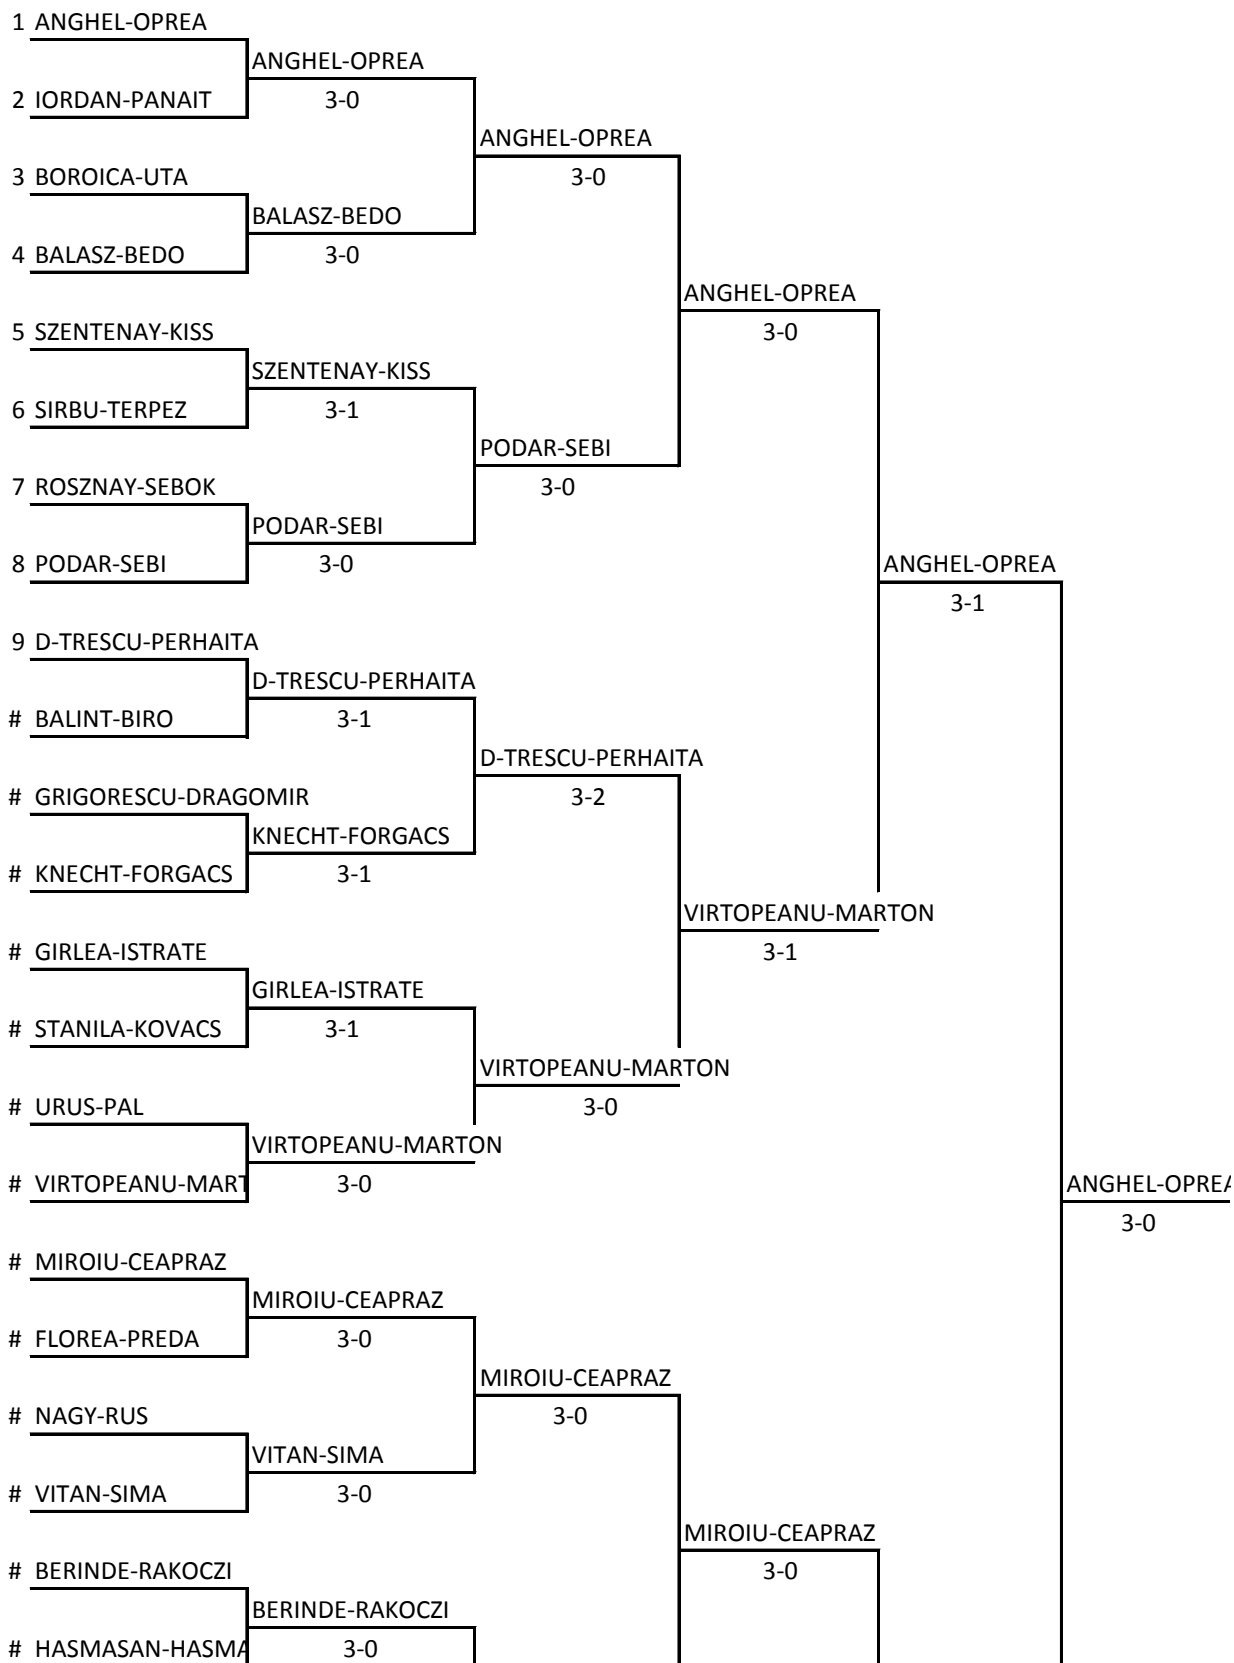 1 ANGHEL-OPREA
ANGHEL-OPREA
2 IORDAN-PANAIT 3-0
ANGHEL-OPREA
3 BOROICA-UTA 3-0
BALASZ-BEDO
4 BALASZ-BEDO 3-0
ANGHEL-OPREA
5 SZENTENAY-KISS 3-0
SZENTENAY-KISS
6 SIRBU-TERPEZ 3-1
PODAR-SEBI
7 ROSZNAY-SEBOK 3-0
PODAR-SEBI
8 PODAR-SEBI 3-0 ANGHEL-OPREA
3-1
9 D-TRESCU-PERHAITA
D-TRESCU-PERHAITA
# BALINT-BIRO 3-1
D-TRESCU-PERHAITA
# GRIGORESCU-DRAGOMIR 3-2
KNECHT-FORGACS
# KNECHT-FORGACS 3-1
VIRTOPEANU-MARTON
# GIRLEA-ISTRATE 3-1
GIRLEA-ISTRATE
# STANILA-KOVACS 3-1
VIRTOPEANU-MARTON
# URUS-PAL 3-0
VIRTOPEANU-MARTON
# VIRTOPEANU-MART 3-0 ANGHEL-OPREA
3-0
# MIROIU-CEAPRAZ
MIROIU-CEAPRAZ
# FLOREA-PREDA 3-0
MIROIU-CEAPRAZ
# NAGY-RUS 3-0
VITAN-SIMA
# VITAN-SIMA 3-0
MIROIU-CEAPRAZ
# BERINDE-RAKOCZI 3-0
BERINDE-RAKOCZI
# HASMASAN-HASMA 3-0